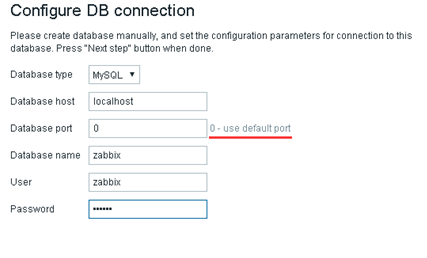 Configure DB connection
Please create database manually, and set the configuration parameters for connection to this
database. Press "Next step" button when done.
Database type MySQL ▼
Database host localhost
Database port 0 0 - use default port
Database name zabbix
User zabbix
Password ••••••